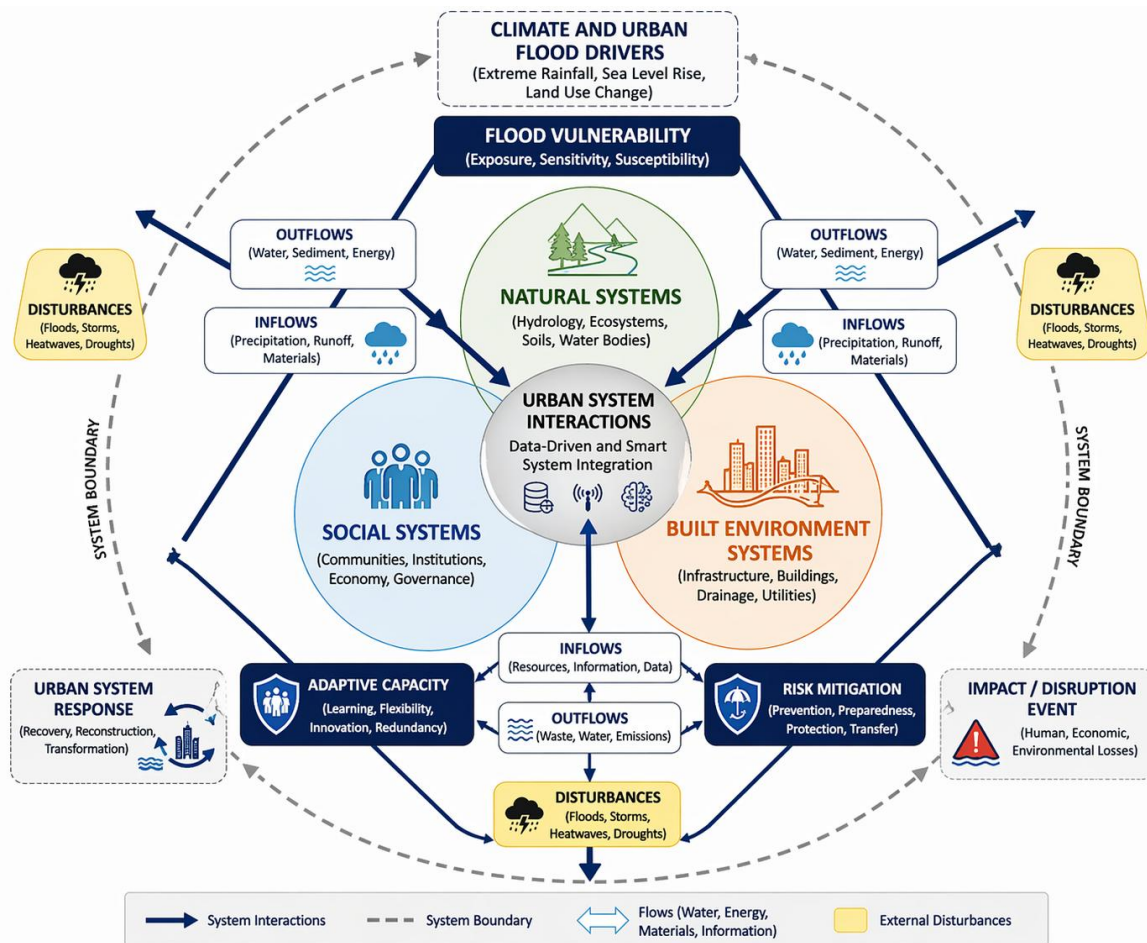 CLIMATE AND URBAN
FLOOD DRIVERS
(Extreme Rainfall, Sea Level Rise,
Land Use Change)
FLOOD VULNERABILITY
(Exposure, Sensitivity, Susceptibility)
OUTFLOWS
(Water, Sediment, Energy)
OUTFLOWS
(Water, Sediment, Energy)
DISTURBANCES
(Floods, Storms,
Heatwaves, Droughts)
DISTURBANCES
(Floods, Storms,
Heatwaves, Droughts)
INFLOWS
(Precipitation, Runoff,
Materials)
INFLOWS
(Precipitation, Runoff,
Materials)
NATURAL SYSTEMS
(Hydrology, Ecosystems,
Soils, Water Bodies)
URBAN SYSTEM
INTERACTIONS
Data-Driven and Smart
System Integration
SYSTEM BOUNDARY
SYSTEM BOUNDARY
SOCIAL SYSTEMS
(Communities, Institutions,
Economy, Governance)
BUILT ENVIRONMENT
SYSTEMS
(Infrastructure, Buildings,
Drainage, Utilities)
INFLOWS
(Resources, Information, Data)
URBAN SYSTEM
RESPONSE
(Recovery, Reconstruction,
Transformation)
ADAPTIVE CAPACITY
(Learning, Flexibility,
Innovation, Redundancy)
OUTFLOWS
(Waste, Water, Emissions)
RISK MITIGATION
(Prevention, Preparedness,
Protection, Transfer)
IMPACT / DISRUPTION
EVENT
(Human, Economic,
Environmental Losses)
DISTURBANCES
(Floods, Storms,
Heatwaves, Droughts)
System Interactions
System Boundary
Flows (Water, Energy,
Materials, Information)
External Disturbances